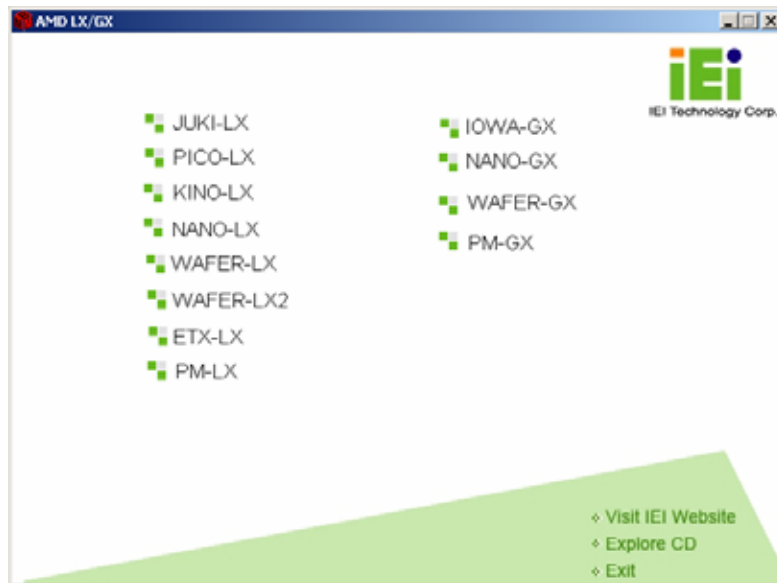 AMD LX/GX
iEi
IEI Technology Corp.
JUKI-LX
PICO-LX
KINO-LX
NANO-LX
WAFER-LX
WAFER-LX2
ETX-LX
PM-LX
IOWA-GX
NANO-GX
WAFER-GX
PM-GX
Visit IEI Website
Explore CD
Exit